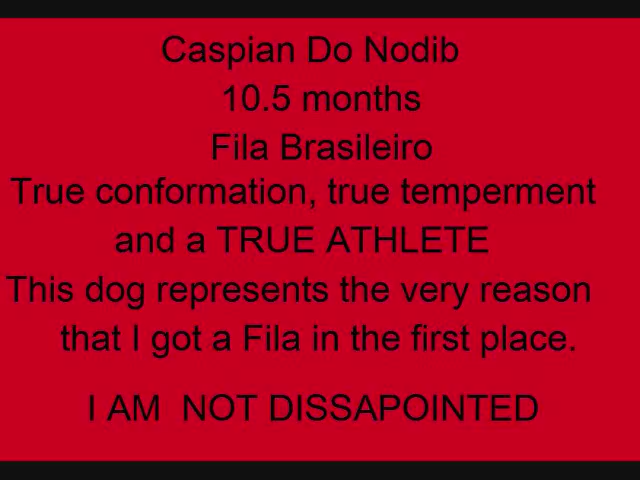 Caspian Do Nodib
10.5 months
Fila Brasileiro
True conformation, true temperment
and a TRUE ATHLETE
This dog represents the very reason
that I got a Fila in the first place.
I AM  NOT DISSAPOINTED